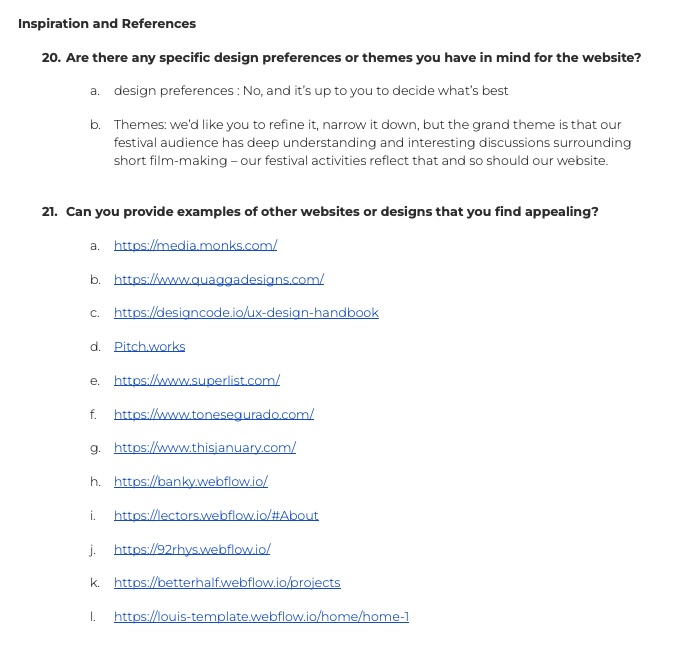 Inspiration and References
20. Are there any specific design preferences or themes you have in mind for the website?
a. design preferences : No, and it's up to you to decide what's best
b. Themes: we'd like you to refine it, narrow it down, but the grand theme is that our
festival audience has deep understanding and interesting discussions surrounding
short film-making – our festival activities reflect that and so should our website.
21. Can you provide examples of other websites or designs that you find appealing?
a. https://media.monks.com/
b. https://www.quaggadesigns.com/
c. https://designcode.io/ux-design-handbook
d. Pitch.works
e. https://www.superlist.com/
f. https://www.tonesegurado.com/
g. https://www.thisjanuary.com/
h. https://banky.webflow.io/
i. https://lectors.webflow.io/#About
j. https://92rhys.webflow.io/
k. https://betterhalf.webflow.io/projects
l. https://louis-template.webflow.io/home/home-1